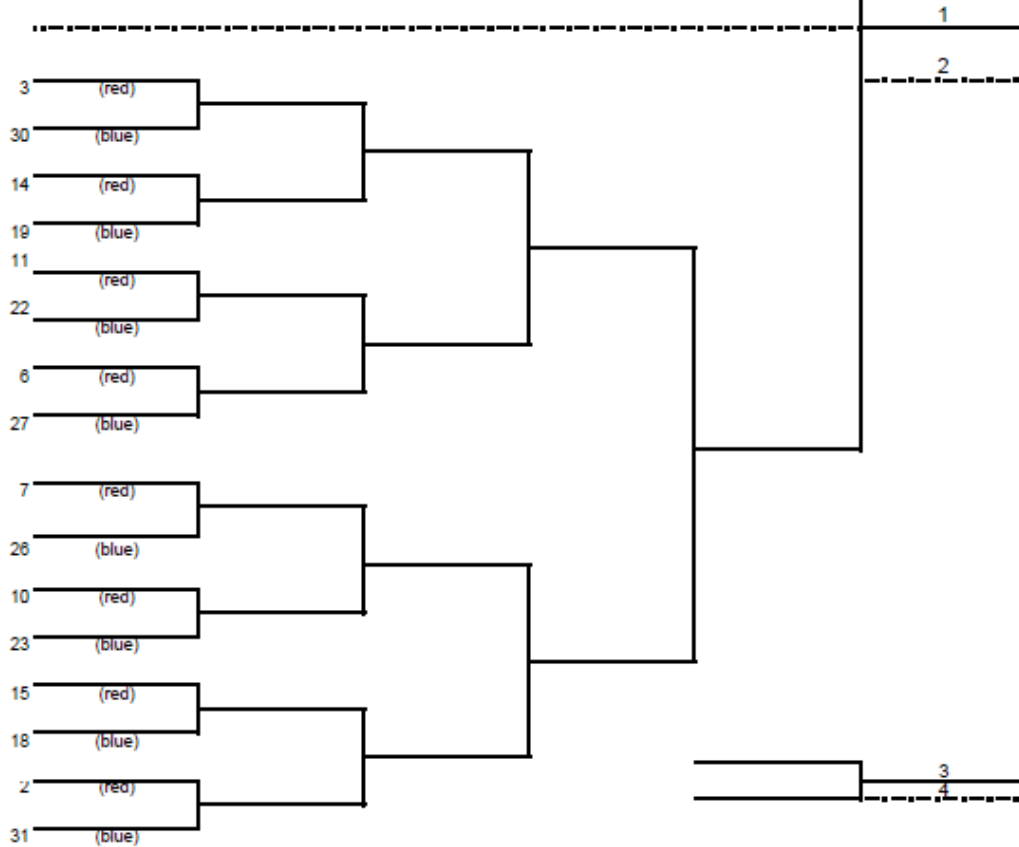 1
2
3 (red)
30 (blue)
14 (red)
19 (blue)
11 (red)
22 (blue)
6 (red)
27 (blue)
7 (red)
26 (blue)
10 (red)
23 (blue)
15 (red)
18 (blue)
3
2 (red)
4
31 (blue)